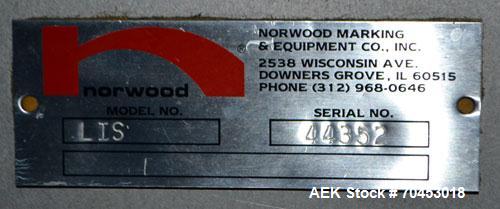 NORWOOD MARKING
& EQUIPMENT CO., INC.
2538 WISCONSIN AVE.
DOWNERS GROVE, IL 60515
PHONE (312) 968-0646
®
norwood
MODEL NO.
SERIAL NO.
LIS
44352
AEK Stock # 70453018